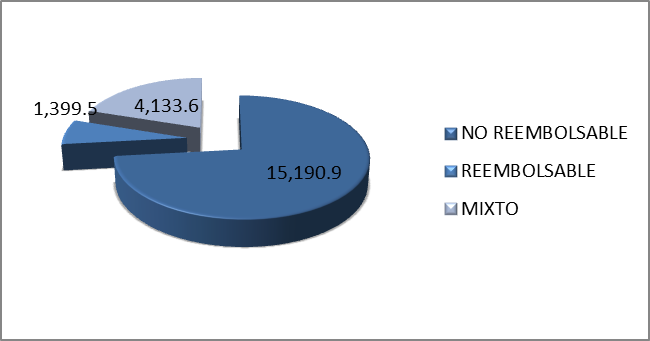 4,133.6
1,399.5
15,190.9
NO REEMBOLSABLE
REEMBOLSABLE
MIXTO